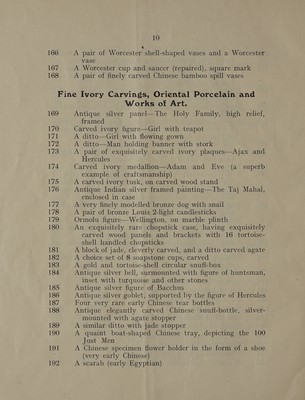 10
166 A pair of Worcester shell-shaped vases and a Worcester
vase
167 A Worcester cup and saucer (repaired), square mark
168 A pair of finely carved Chinese bamboo spill vases
Fine Ivory Carvings, Oriental Porcelain and
Works of Art.
169 Antique silver panel—The Holy Family, high relief,
framed
170 Carved ivory figure—Girl with teapot
171 A ditto—Girl with flowing gown
172 A ditto—Man holding banner with stork
173 A pair of exquisitely carved ivory plaques—Ajax and
Hercules
174 Carved ivory medallion—Adam and Eve (a superb
example of craftsmanship)
175 A carved ivory tusk, on carved wood stand
176 Antique Indian silver framed painting—The Taj Mahal,
enclosed in case
177 A very finely modelled bronze dog with snail
178 A pair of bronze Louis 2-light candlesticks
179 Ormolu figure—Wellington, on marble plinth
180 An exquisitely rare chopstick case, having exquisitely
carved wood panels and brackets with 16 tortoise-
shell handled chopsticks
181 A block of jade, cleverly carved, and a ditto carved agate
182 A choice set of 8 soapstone cups, carved
183 A gold and tortoise-shell circular snuff-box
184 Antique silver bell, surmounted with figure of huntsman,
inset with turquoise and other stones
185 Antique silver figure of Bacchus
186 Antique silver goblet, supported by the figure of Hercules
187 Four very rare early Chinese tear bottles
188 Antique elegantly carved Chinese snuff-bottle, silver-
mounted with agate stopper
189 A similar ditto with jade stopper
190 A quaint boat-shaped Chinese tray, depicting the 100
Just Men
191 A Chinese specimen flower holder in the form of a shoe
(very early Chinese)
192 A scarab (early Egyptian)